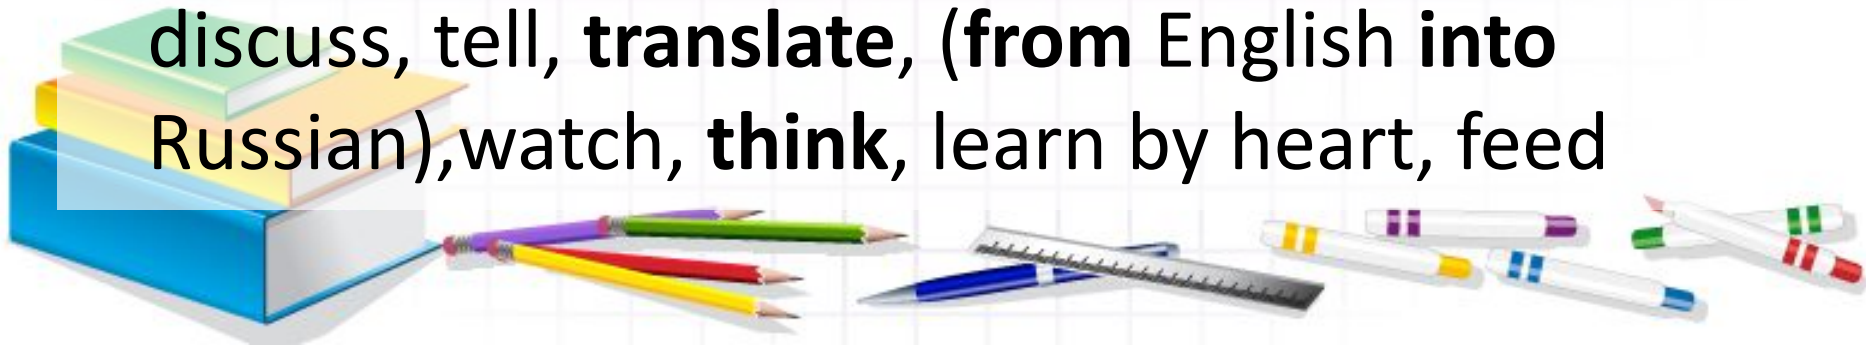 discuss, tell, translate, (from English into
Russian),watch, think, learn by heart, feed